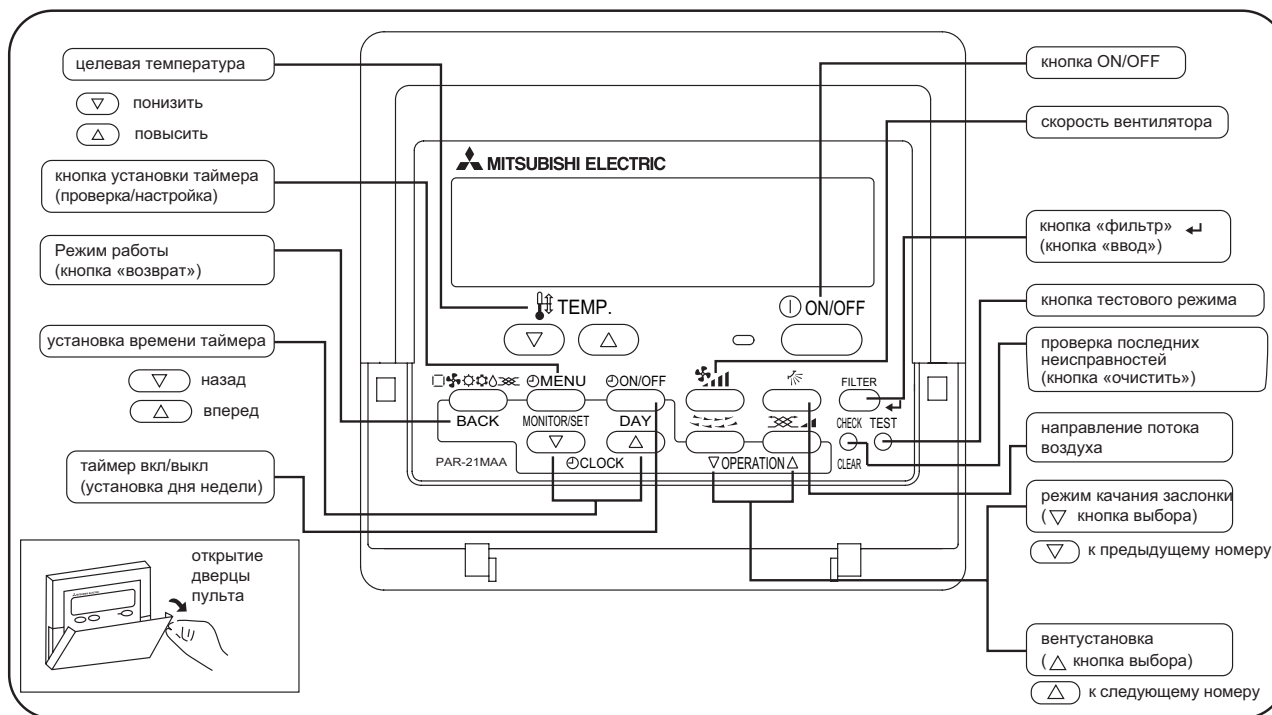 целевая температура
▽ понизить
△ повысить
кнопка установки таймера
(проверка/настройка)
Режим работы
(кнопка «возврат»)
установка времени таймера
▽ назад
△ вперед
таймер вкл/выкл
(установка дня недели)
открытие
дверцы
пульта
MITSUBISHI ELECTRIC
TEMP.
ON/OFF
MENU
ON/OFF
FILTER
BACK
MONITOR/SET
DAY
CHECK
TEST
PAR-21MAA
CLOCK
▽ OPERATION △
CLEAR
кнопка ON/OFF
скорость вентилятора
кнопка «фильтр» ↵
(кнопка «ввод»)
кнопка тестового режима
проверка последних
неисправностей
(кнопка «очистить»)
направление потока
воздуха
режим качания заслонки
(▽ кнопка выбора)
▽ к предыдущему номеру
вентустановка
(△ кнопка выбора)
△ к следующему номеру